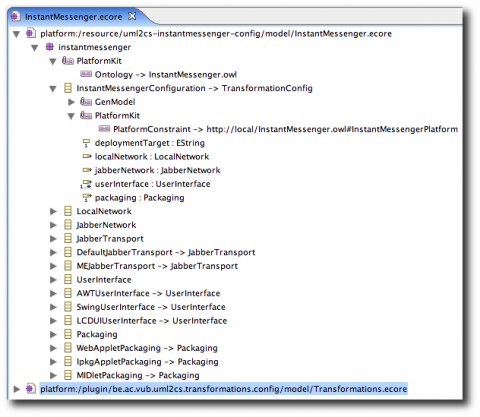 InstantMessenger.ecore
platform:/resource/uml2cs-instantmessenger-config/model/InstantMessenger.ecore
instantmessenger
PlatformKit
Ontology -> InstantMessenger.owl
InstantMessengerConfiguration -> TransformationConfig
GenModel
PlatformKit
PlatformConstraint -> http://local/InstantMessenger.owl#InstantMessengerPlatform
deploymentTarget : EString
localNetwork : LocalNetwork
jabberNetwork : JabberNetwork
userInterface : UserInterface
packaging : Packaging
LocalNetwork
JabberNetwork
JabberTransport
DefaultJabberTransport -> JabberTransport
MEJabberTransport -> JabberTransport
UserInterface
AWTUserInterface -> UserInterface
SwingUserInterface -> UserInterface
LCDUIUserInterface -> UserInterface
Packaging
WebAppletPackaging -> Packaging
IpkgAppletPackaging -> Packaging
MIDletPackaging -> Packaging
platform:/plugin/be.ac.vub.uml2cs.transformations.config/model/Transformations.ecore